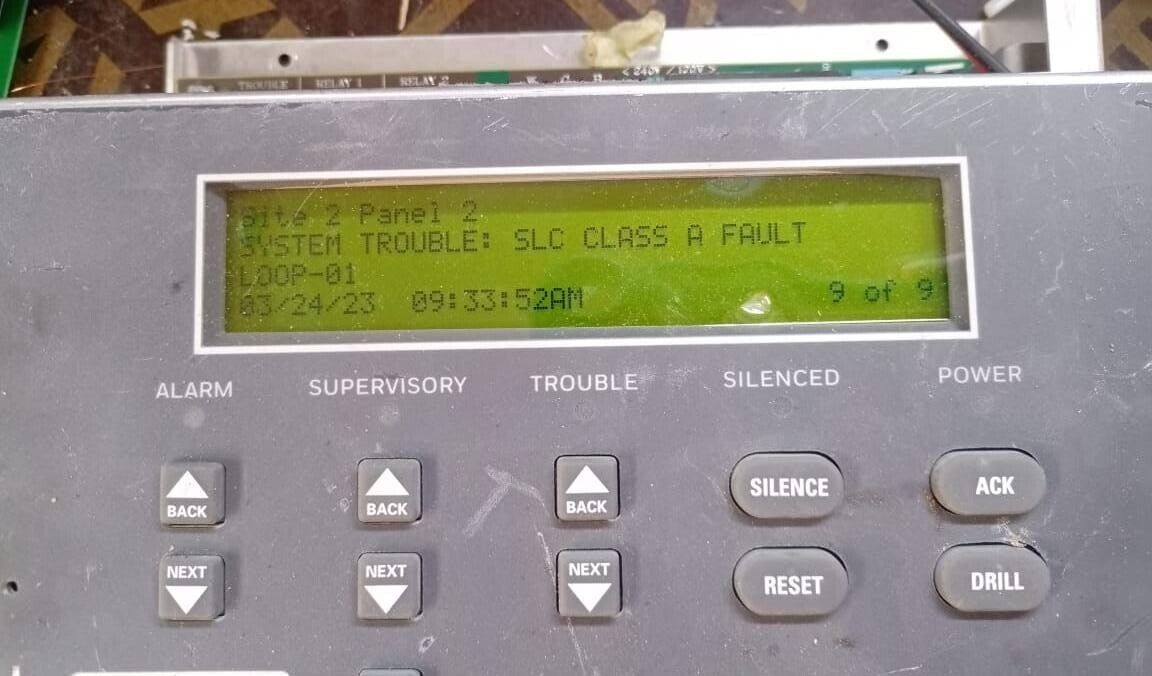 TROUBLE RELAY 1 RELAY 2
Site 2 Panel 2
SYSTEM TROUBLE: SLC CLASS A FAULT
LOOP-01
03/24/23 09:33:52AM 9 of 9
ALARM SUPERVISORY TROUBLE SILENCED POWER
BACK BACK BACK SILENCE ACK
NEXT NEXT NEXT RESET DRILL